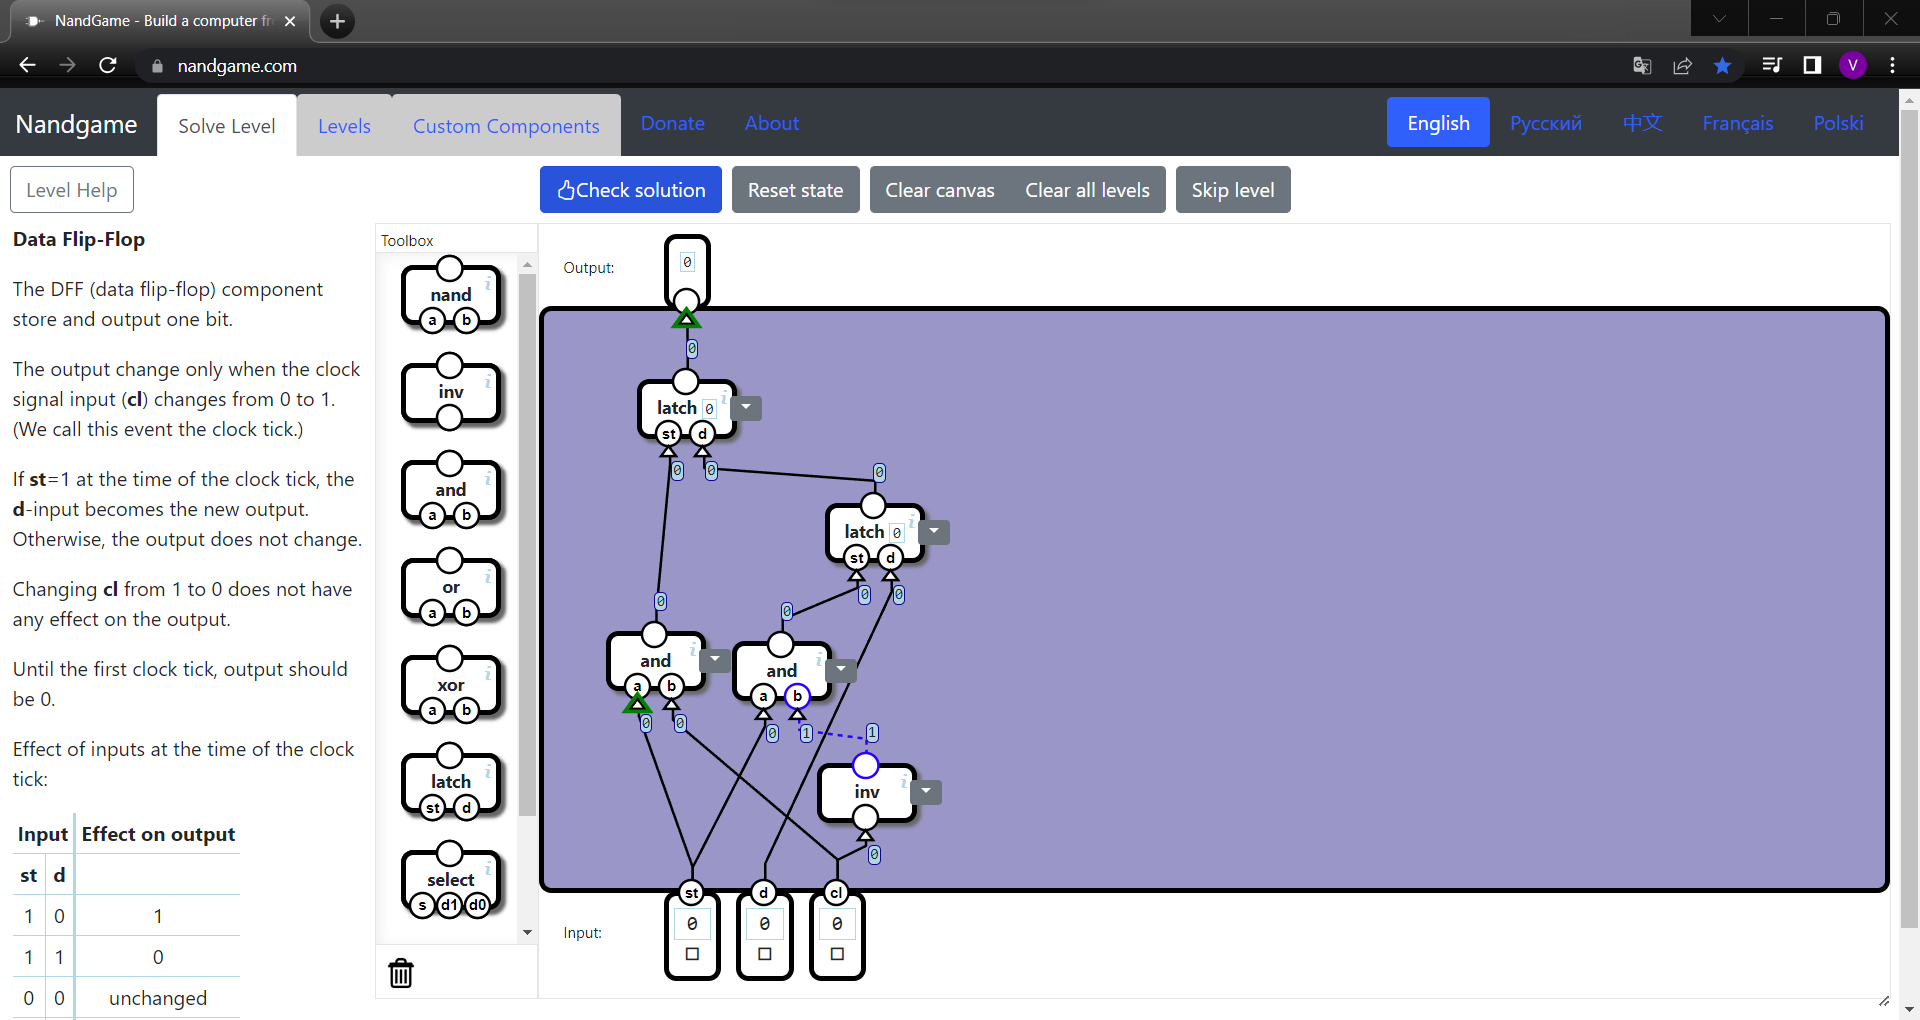 NandGame - Build a computer fr
nandgame.com
V
Nandgame
Solve Level
Levels
Custom Components
Donate
About
English
Русский
中文
Français
Polski
Level Help
Check solution
Reset state
Clear canvas
Clear all levels
Skip level
Data Flip-Flop
The DFF (data flip-flop) component
store and output one bit.
The output change only when the clock
signal input (cl) changes from 0 to 1.
(We call this event the clock tick.)
If st=1 at the time of the clock tick, the
d-input becomes the new output.
Otherwise, the output does not change.
Changing cl from 1 to 0 does not have
any effect on the output.
Until the first clock tick, output should
be 0.
Effect of inputs at the time of the clock
tick:
Input Effect on output
st d
1 0 1
1 1 0
0 0 unchanged
Toolbox
nand i
a b
inv i
and i
a b
or i
a b
xor i
a b
latch i
st d
select i
s d1 d0
Output:
0
0
latch 0 i
st d
0 0
0
latch 0 i
st d
0 0
0
0
and i
a b
0 0
and i
a b
0 1
1
inv i
0
st d cl
Input:
0 0 0